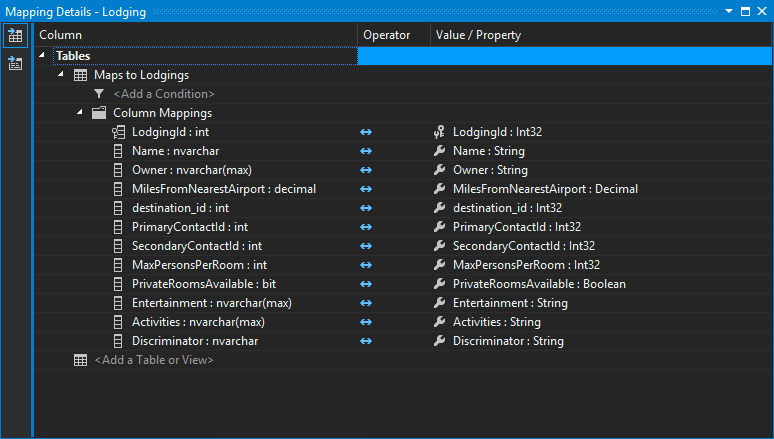 Mapping Details - Lodging
Column Operator Value / Property
Tables
Maps to Lodgings
<Add a Condition>
Column Mappings
LodgingId : int LodgingId : Int32
Name : nvarchar Name : String
Owner : nvarchar(max) Owner : String
MilesFromNearestAirport : decimal MilesFromNearestAirport : Decimal
destination_id : int destination_id : Int32
PrimaryContactId : int PrimaryContactId : Int32
SecondaryContactId : int SecondaryContactId : Int32
MaxPersonsPerRoom : int MaxPersonsPerRoom : Int32
PrivateRoomsAvailable : bit PrivateRoomsAvailable : Boolean
Entertainment : nvarchar(max) Entertainment : String
Activities : nvarchar(max) Activities : String
Discriminator : nvarchar Discriminator : String
<Add a Table or View>